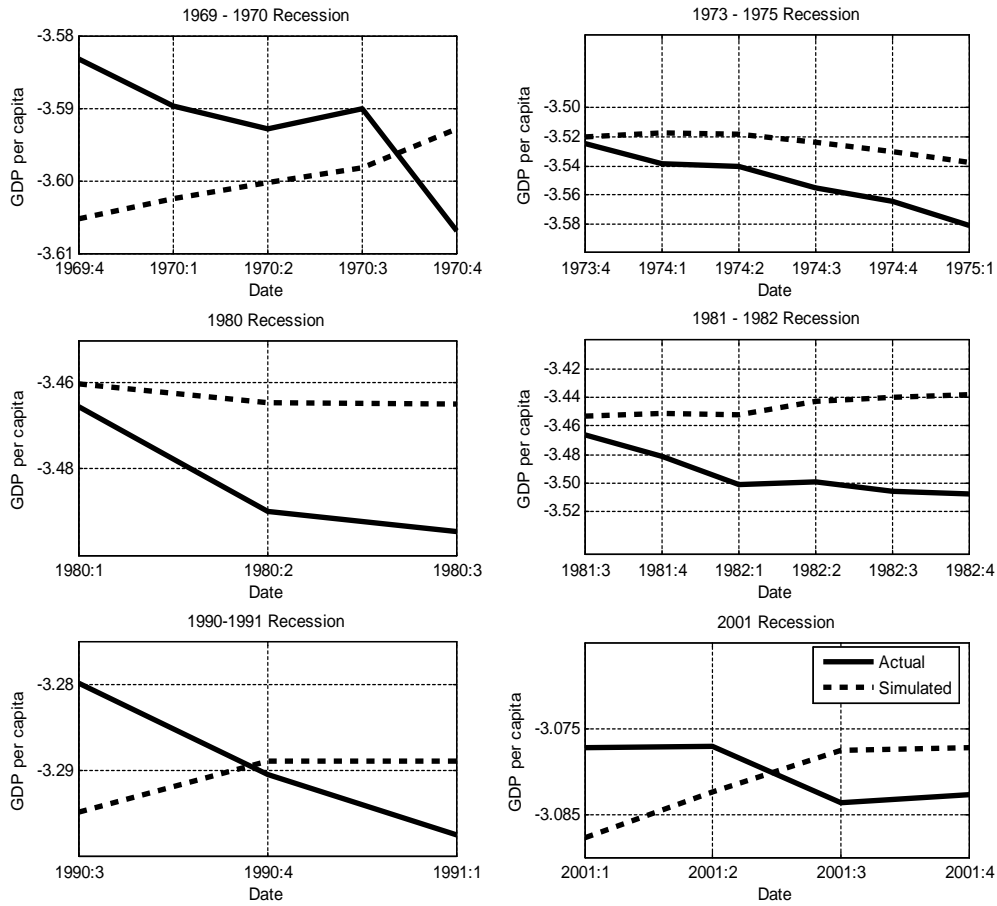 1969 - 1970 Recession
-3.58
-3.59
-3.60
-3.61
GDP per capita
1969:4 1970:1 1970:2 1970:3 1970:4
Date
1973 - 1975 Recession
-3.50
-3.52
-3.54
-3.56
-3.58
GDP per capita
1973:4 1974:1 1974:2 1974:3 1974:4 1975:1
Date
1980 Recession
-3.46
-3.48
GDP per capita
1980:1 1980:2 1980:3
Date
1981 - 1982 Recession
-3.42
-3.44
-3.46
-3.48
-3.50
-3.52
GDP per capita
1981:3 1981:4 1982:1 1982:2 1982:3 1982:4
Date
1990-1991 Recession
-3.28
-3.29
GDP per capita
1990:3 1990:4 1991:1
Date
2001 Recession
Actual
Simulated
-3.075
-3.085
GDP per capita
2001:1 2001:2 2001:3 2001:4
Date